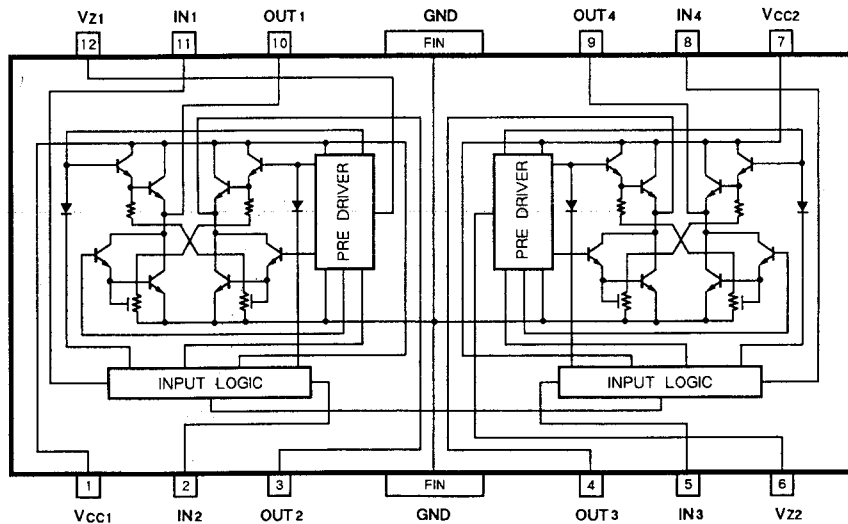 VZ1 IN1 OUT1 GND OUT4 IN4 VCC2
12 11 10 FIN 9 8 7
PRE DRIVER PRE DRIVER
INPUT LOGIC INPUT LOGIC
1 2 3 FIN 4 5 6
VCC1 IN2 OUT2 GND OUT3 IN3 VZ2